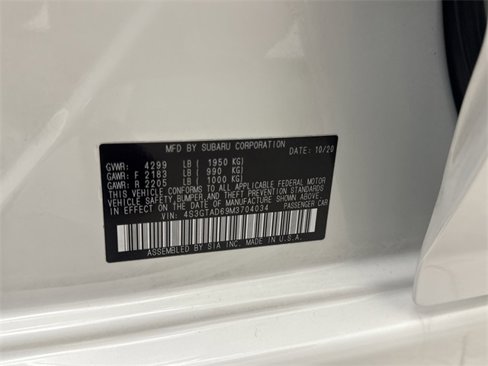 MFD BY SUBARU CORPORATION DATE: 10/20
GVWR: 4299 LB ( 1950 KG)
GAWR: F 2183 LB ( 990 KG)
GAWR: R 2205 LB ( 1000 KG)
THIS VEHICLE CONFORMS TO ALL APPLICABLE FEDERAL MOTOR
VEHICLE SAFETY, BUMPER, AND THEFT PREVENTION STANDARDS
IN EFFECT ON THE DATE OF MANUFACTURE SHOWN ABOVE.
VIN: 4S3GTAD69M3704034 PASSENGER CAR
ASSEMBLED BY SIA INC. MADE IN U.S.A.